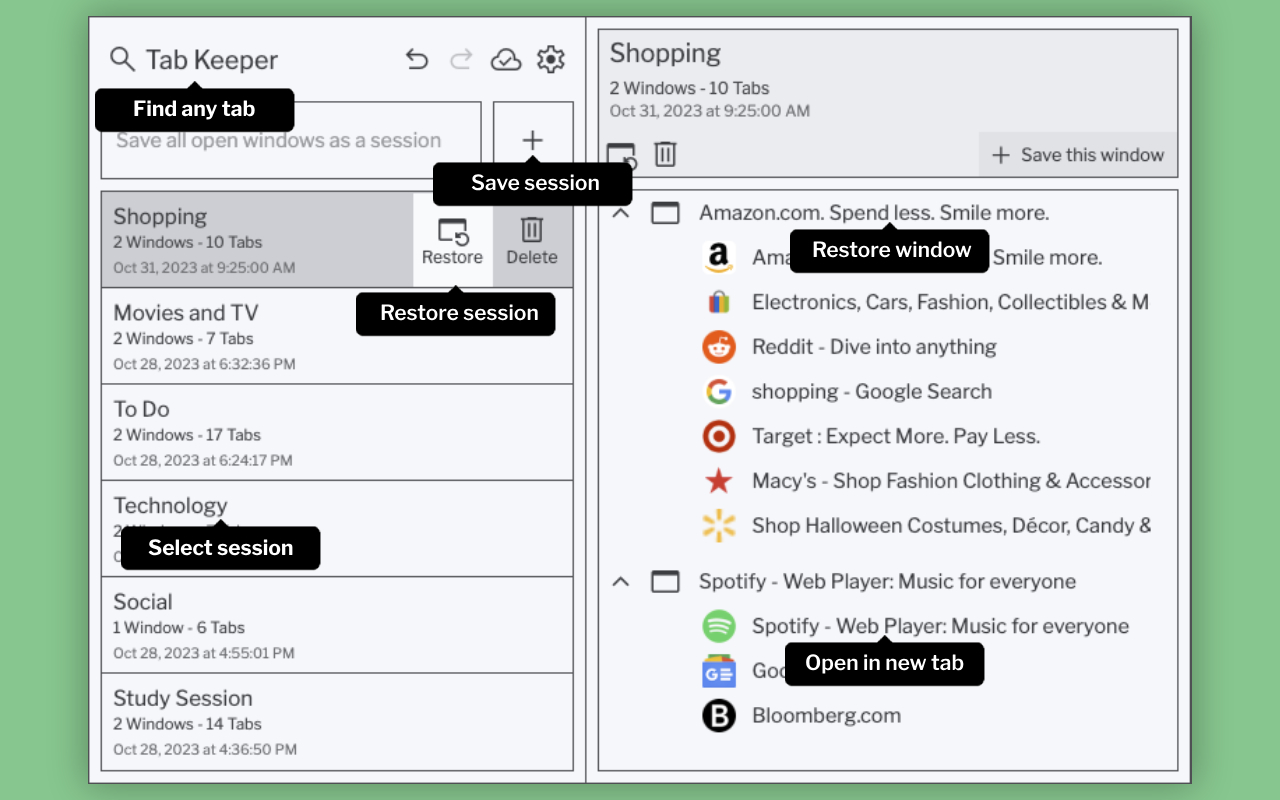 Tab Keeper
Find any tab
Save all open windows as a session
Save session
Shopping
2 Windows - 10 Tabs
Oct 31, 2023 at 9:25:00 AM
Restore
Delete
Restore session
Movies and TV
2 Windows - 7 Tabs
Oct 28, 2023 at 6:32:36 PM
To Do
2 Windows - 17 Tabs
Oct 28, 2023 at 6:24:17 PM
Technology
Select session
Social
1 Window - 6 Tabs
Oct 28, 2023 at 4:55:01 PM
Study Session
2 Windows - 14 Tabs
Oct 28, 2023 at 4:36:50 PM
Shopping
2 Windows - 10 Tabs
Oct 31, 2023 at 9:25:00 AM
Save this window
Amazon.com. Spend less. Smile more.
Restore window
Smile more.
Electronics, Cars, Fashion, Collectibles & M
Reddit - Dive into anything
shopping - Google Search
Target : Expect More. Pay Less.
Macy's - Shop Fashion Clothing & Accessor
Shop Halloween Costumes, Décor, Candy &
Spotify - Web Player: Music for everyone
Spotify - Web Player: Music for everyone
Open in new tab
Bloomberg.com